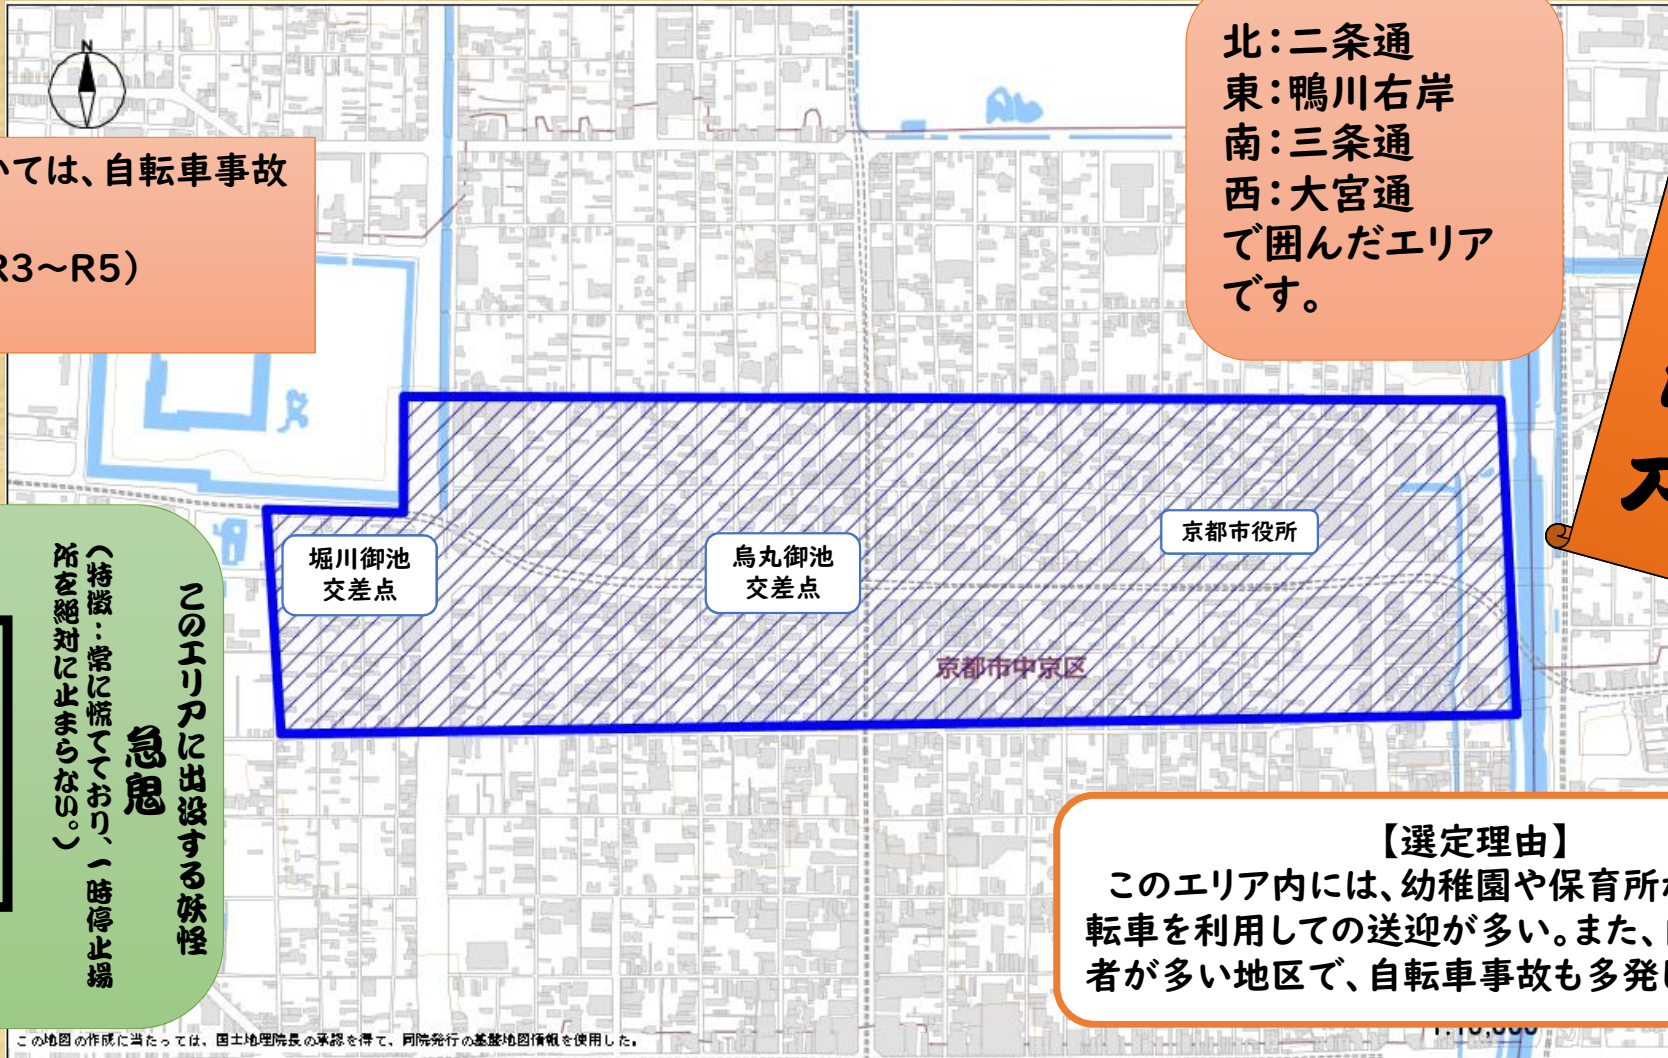 N
北：二条通
東：鴨川右岸
南：三条通
西：大宮通
で囲んだエリア
です。
いては、自転車事故
R3～R5）
堀川御池
交差点
烏丸御池
交差点
京都市役所
京都市中京区
このエリアに出没する妖怪
急鬼
（特徴：常に慌てており、一時停止場
所を絶対に止まらない。）
【選定理由】
このエリア内には、幼稚園や保育所が
転車を利用しての送迎が多い。また、
者が多い地区で、自転車事故も多発し
この地図の作成に当たっては、国土地理院長の承認を得て、同院発行の基盤地図情報を使用した。